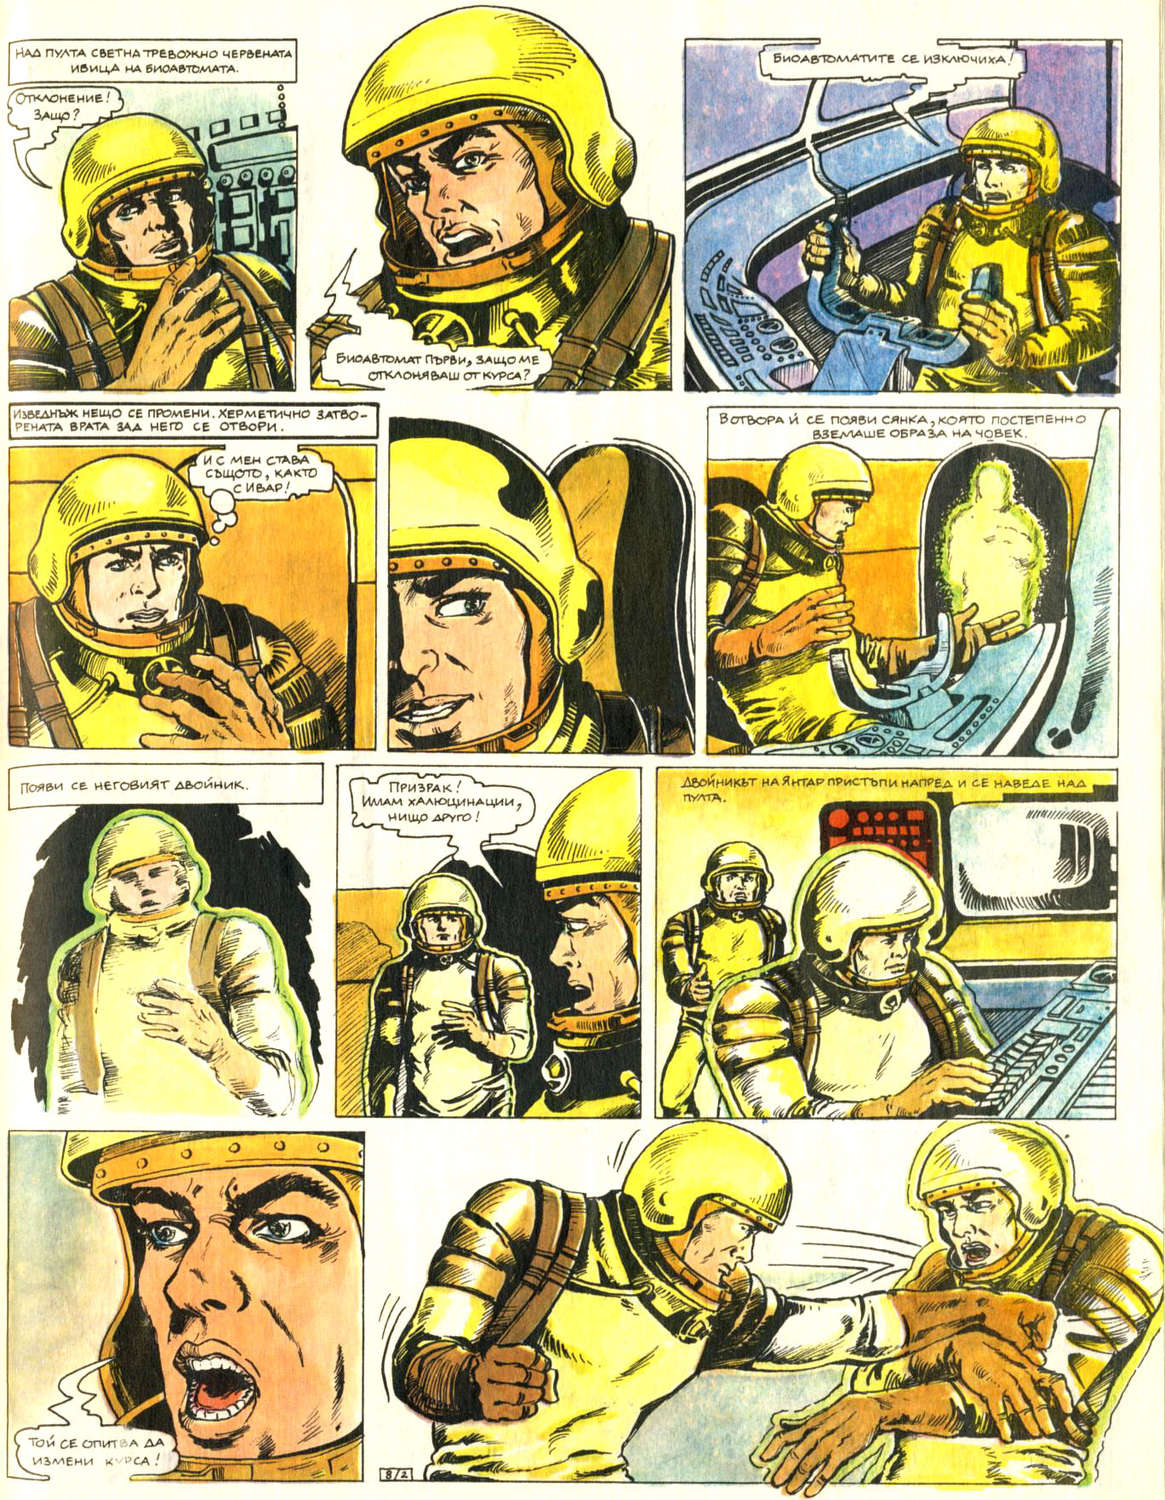 НАД ПУЛТА СВЕТНА ТРЕВОЖНО ЧЕРВЕНАТА
ИВИЦА НА БИОАВТОМАТА.
ОТКЛОНЕНИЕ!
ЗАЩО?
БИОАВТОМАТ ПЪРВИ, ЗАЩО МЕ
ОТКЛОНЯВАШ ОТ КУРСА?
БИОАВТОМАТИТЕ СЕ ИЗКЛЮЧИХА!
ИЗВЕДНЪЖ НЕЩО СЕ ПРОМЕНИ. ХЕРМЕТИЧНО ЗАТВО-
РЕНАТА ВРАТА ЗАД НЕГО СЕ ОТВОРИ.
И С МЕН СТАВА
СЪЩОТО, КАКТО
С ИВАР!
В ОТВОРА Ѝ СЕ ПОЯВИ СЯНКА, КОЯТО ПОСТЕПЕННО
ВЗЕМАШЕ ОБРАЗА НА ЧОВЕК.
ПОЯВИ СЕ НЕГОВИЯТ ДВОЙНИК.
ПРИЗРАК!
ИМАМ ХАЛЮЦИНАЦИИ,
НИЩО ДРУГО!
ДВОЙНИКЪТ НА ЯНТАР ПРИСТЪПИ НАПРЕД И СЕ НАВЕДЕ НАД
ПУЛТА.
ТОЙ СЕ ОПИТВА ДА
ИЗМЕНИ КУРСА!
8/2